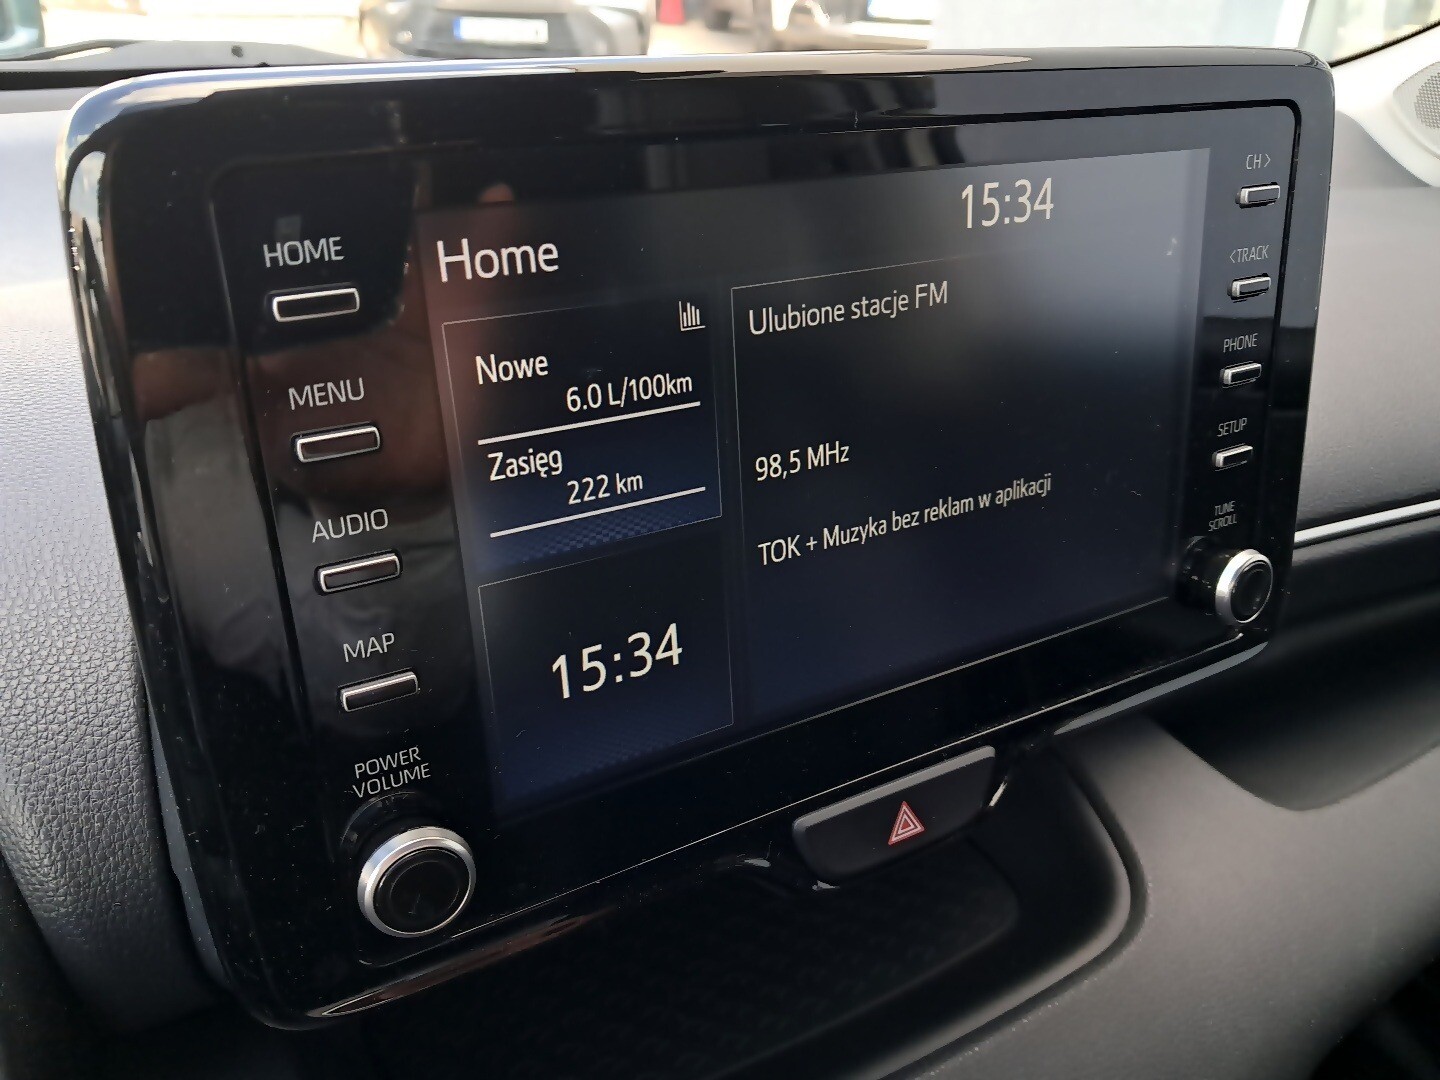 HOME
MENU
AUDIO
MAP
POWER
VOLUME
Home
15:34
Nowe
6.0 L/100km
Zasięg
222 km
15:34
Ulubione stacje FM
98,5 MHz
TOK + Muzyka bez reklam w aplikacji
CH >
< TRACK
PHONE
SETUP
TUNE
SCROLL